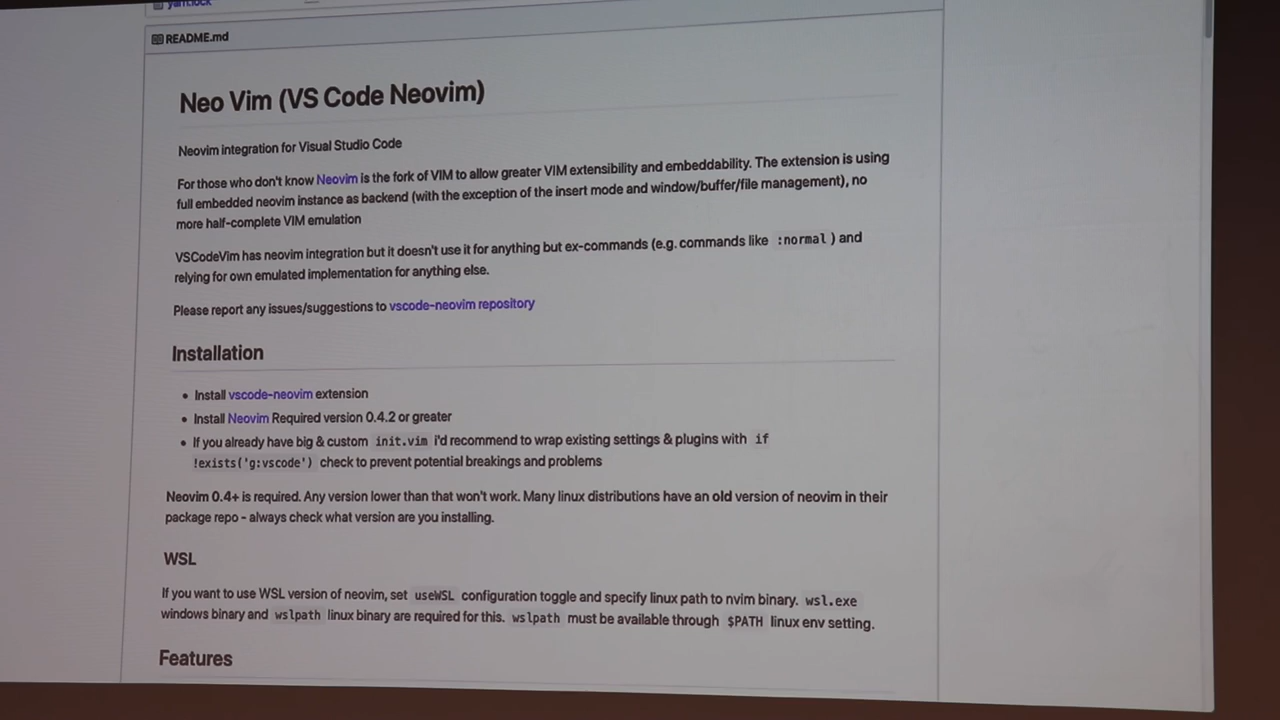 yarn.lock
README.md
Neo Vim (VS Code Neovim)
Neovim integration for Visual Studio Code
For those who don't know Neovim is the fork of VIM to allow greater VIM extensibility and embeddability. The extension is using
full embedded neovim instance as backend (with the exception of the insert mode and window/buffer/file management), no
more half-complete VIM emulation
VSCodeVim has neovim integration but it doesn't use it for anything but ex-commands (e.g. commands like :normal ) and
relying for own emulated implementation for anything else.
Please report any issues/suggestions to vscode-neovim repository
Installation
• Install vscode-neovim extension
• Install Neovim Required version 0.4.2 or greater
• If you already have big & custom init.vim i'd recommend to wrap existing settings & plugins with if
!exists('g:vscode') check to prevent potential breakings and problems
Neovim 0.4+ is required. Any version lower than that won't work. Many linux distributions have an old version of neovim in their
package repo - always check what version are you installing.
WSL
If you want to use WSL version of neovim, set useWSL configuration toggle and specify linux path to nvim binary. wsl.exe
windows binary and wslpath linux binary are required for this. wslpath must be available through $PATH linux env setting.
Features